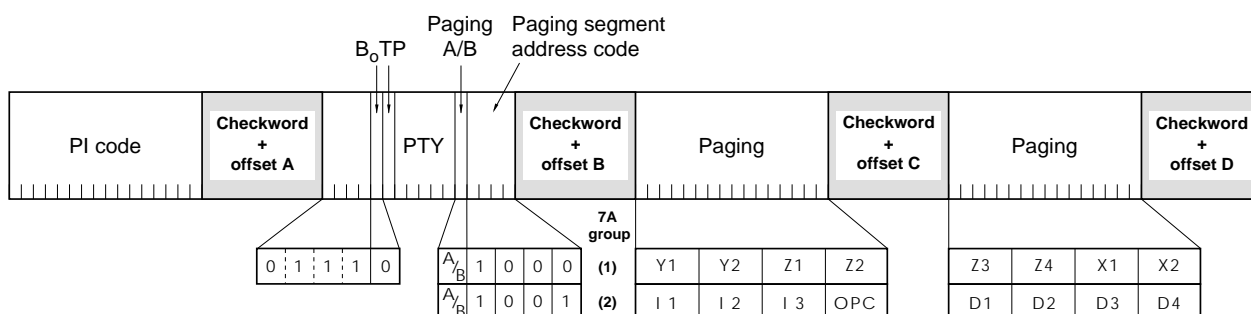 Paging Paging segment
BoTP A/B address code
PI code Checkword + offset A PTY Checkword + offset B Paging Checkword + offset C Paging Checkword + offset D
7A group
0 1 1 1 0 A/B 1 0 0 0 (1) Y1 Y2 Z1 Z2 Z3 Z4 X1 X2
A/B 1 0 0 1 (2) I1 I2 I3 OPC D1 D2 D3 D4